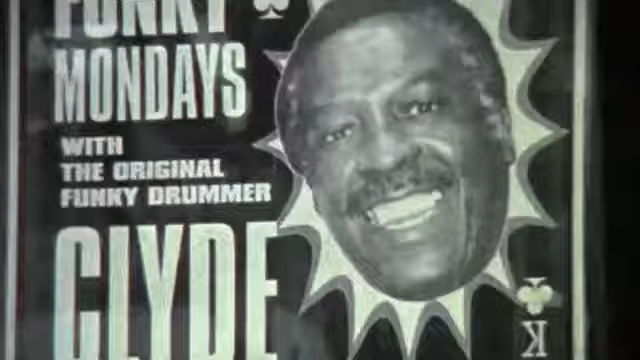 FUNKY
MONDAYS
WITH
THE ORIGINAL
FUNKY DRUMMER
CLYDE
K